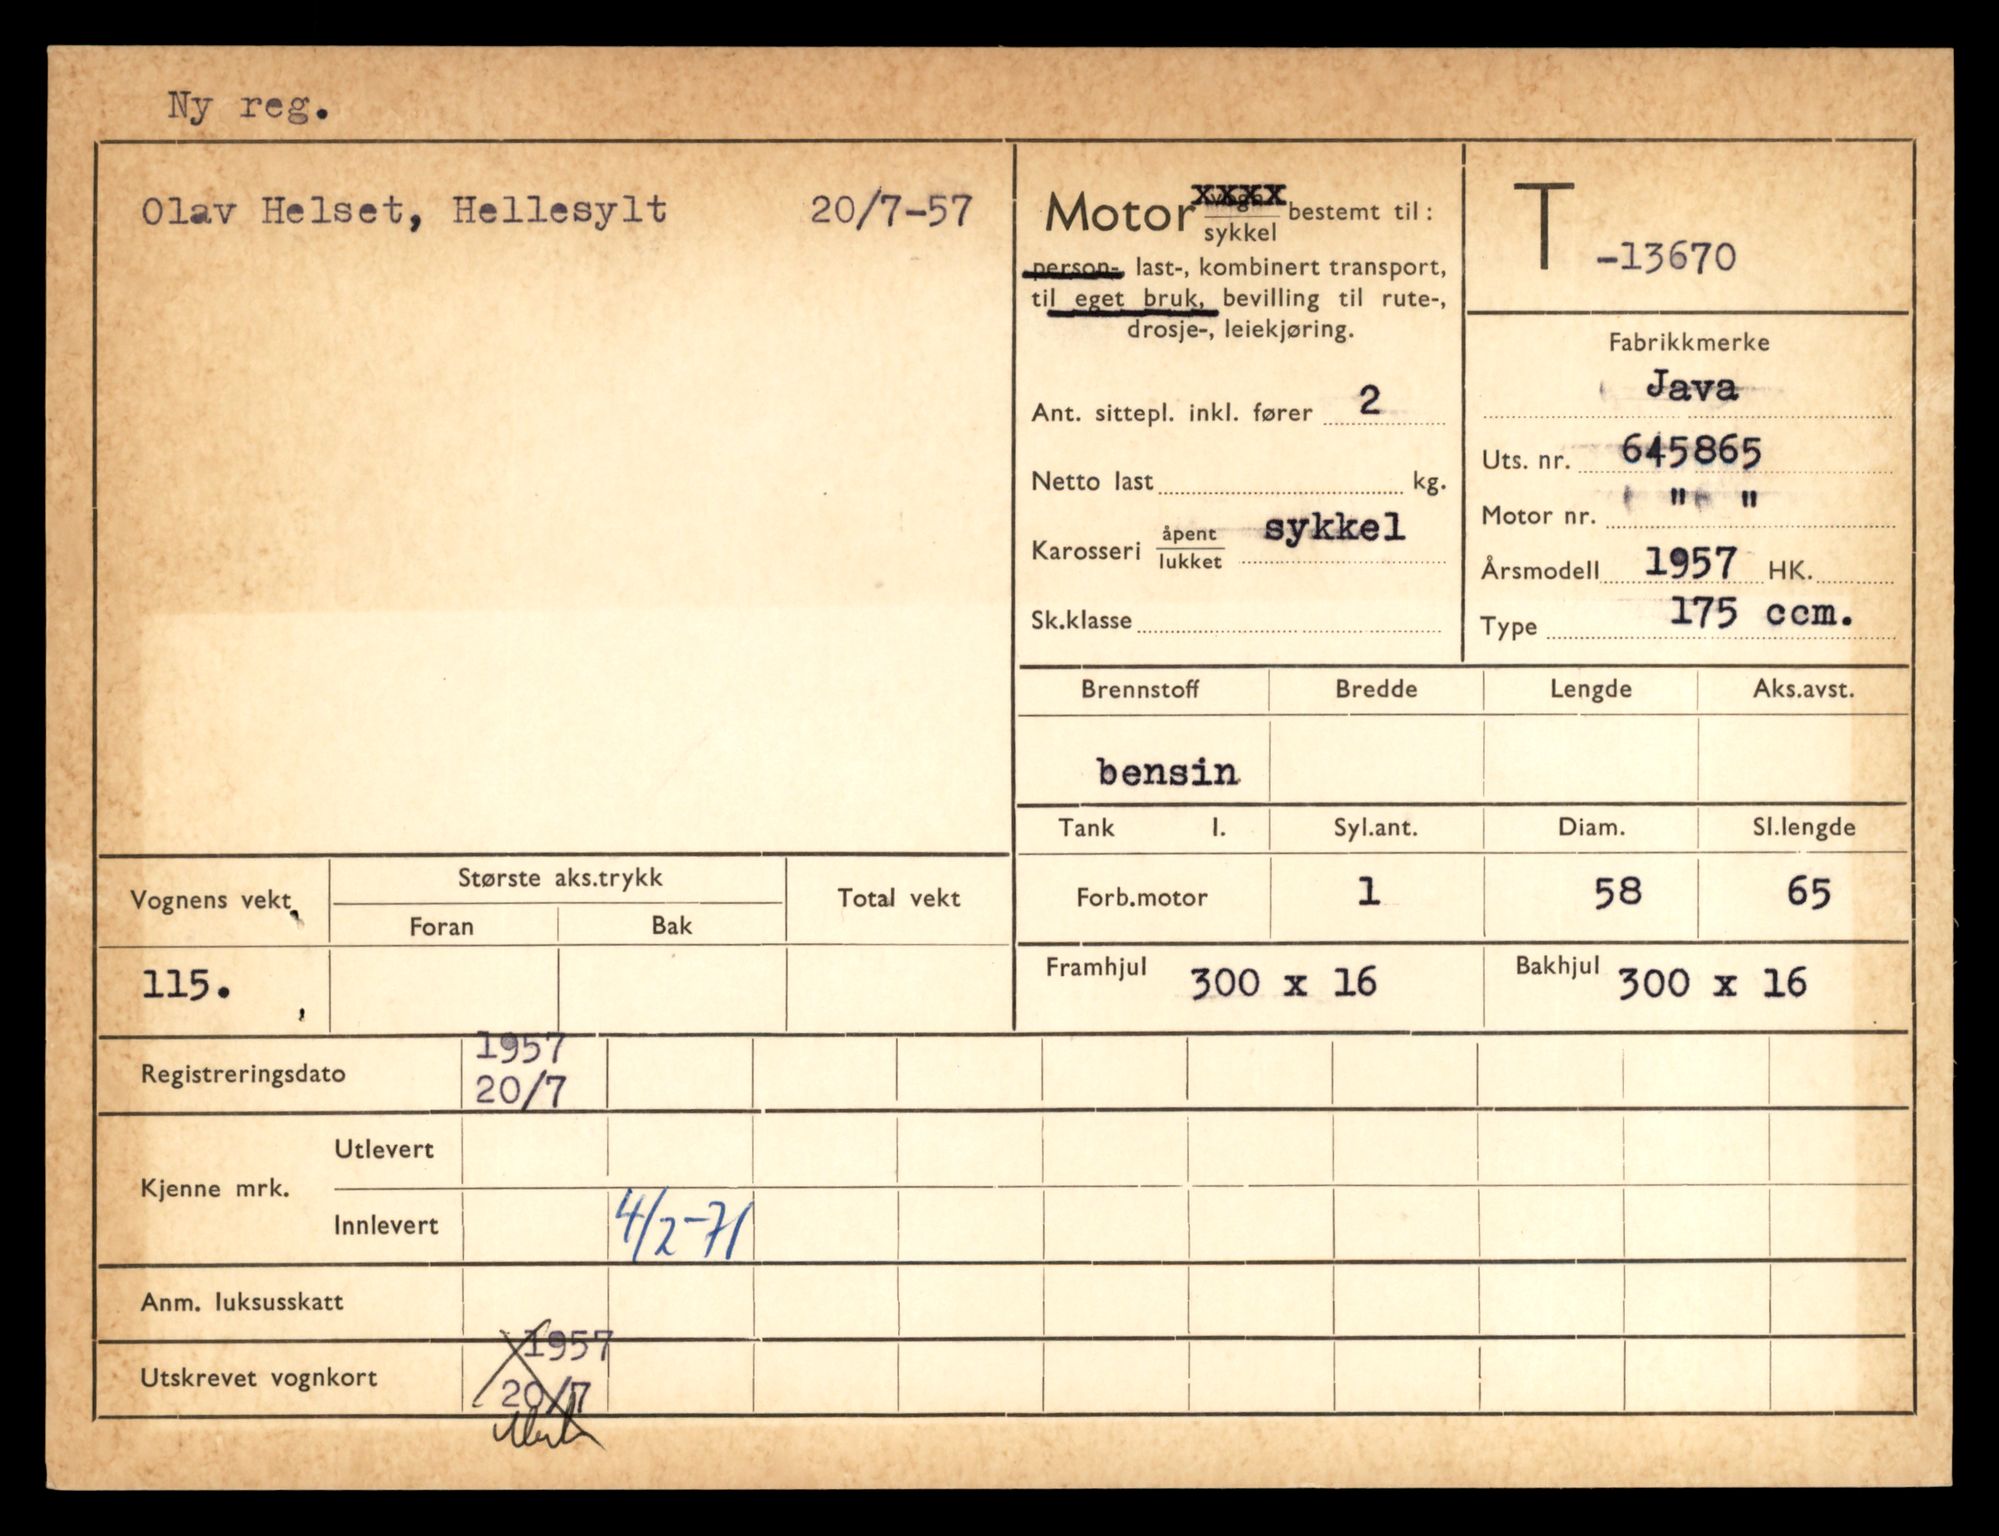 Ny reg.
Olav Helset, Hellesylt 20/7-57
Motor xxxx bestemt til :
sykkel
person- last-, kombinert transport,
til eget bruk, bevilling til rute-,
drosje-, leiekjøring.
Ant. sittepl. inkl. fører 2
Netto last kg.
Karosseri åpent sykkel
lukket
Sk.klasse
T -13670
Fabrikkmerke
Java
Uts. nr. 645865
Motor nr. " "
Årsmodell 1957 HK.
Type 175 ccm.
Brennstoff Bredde Lengde Aks.avst.
bensin
Tank l. Syl.ant. Diam. Sl.lengde
Forb.motor 1 58 65
Framhjul 300 x 16 Bakhjul 300 x 16
Vognens vekt Største aks.trykk Total vekt
Foran Bak
115.
Registreringsdato 1957
20/7
Kjenne mrk. Utlevert
Innlevert 4/2-71
Anm. luksusskatt
Utskrevet vognkort 1957
20/7